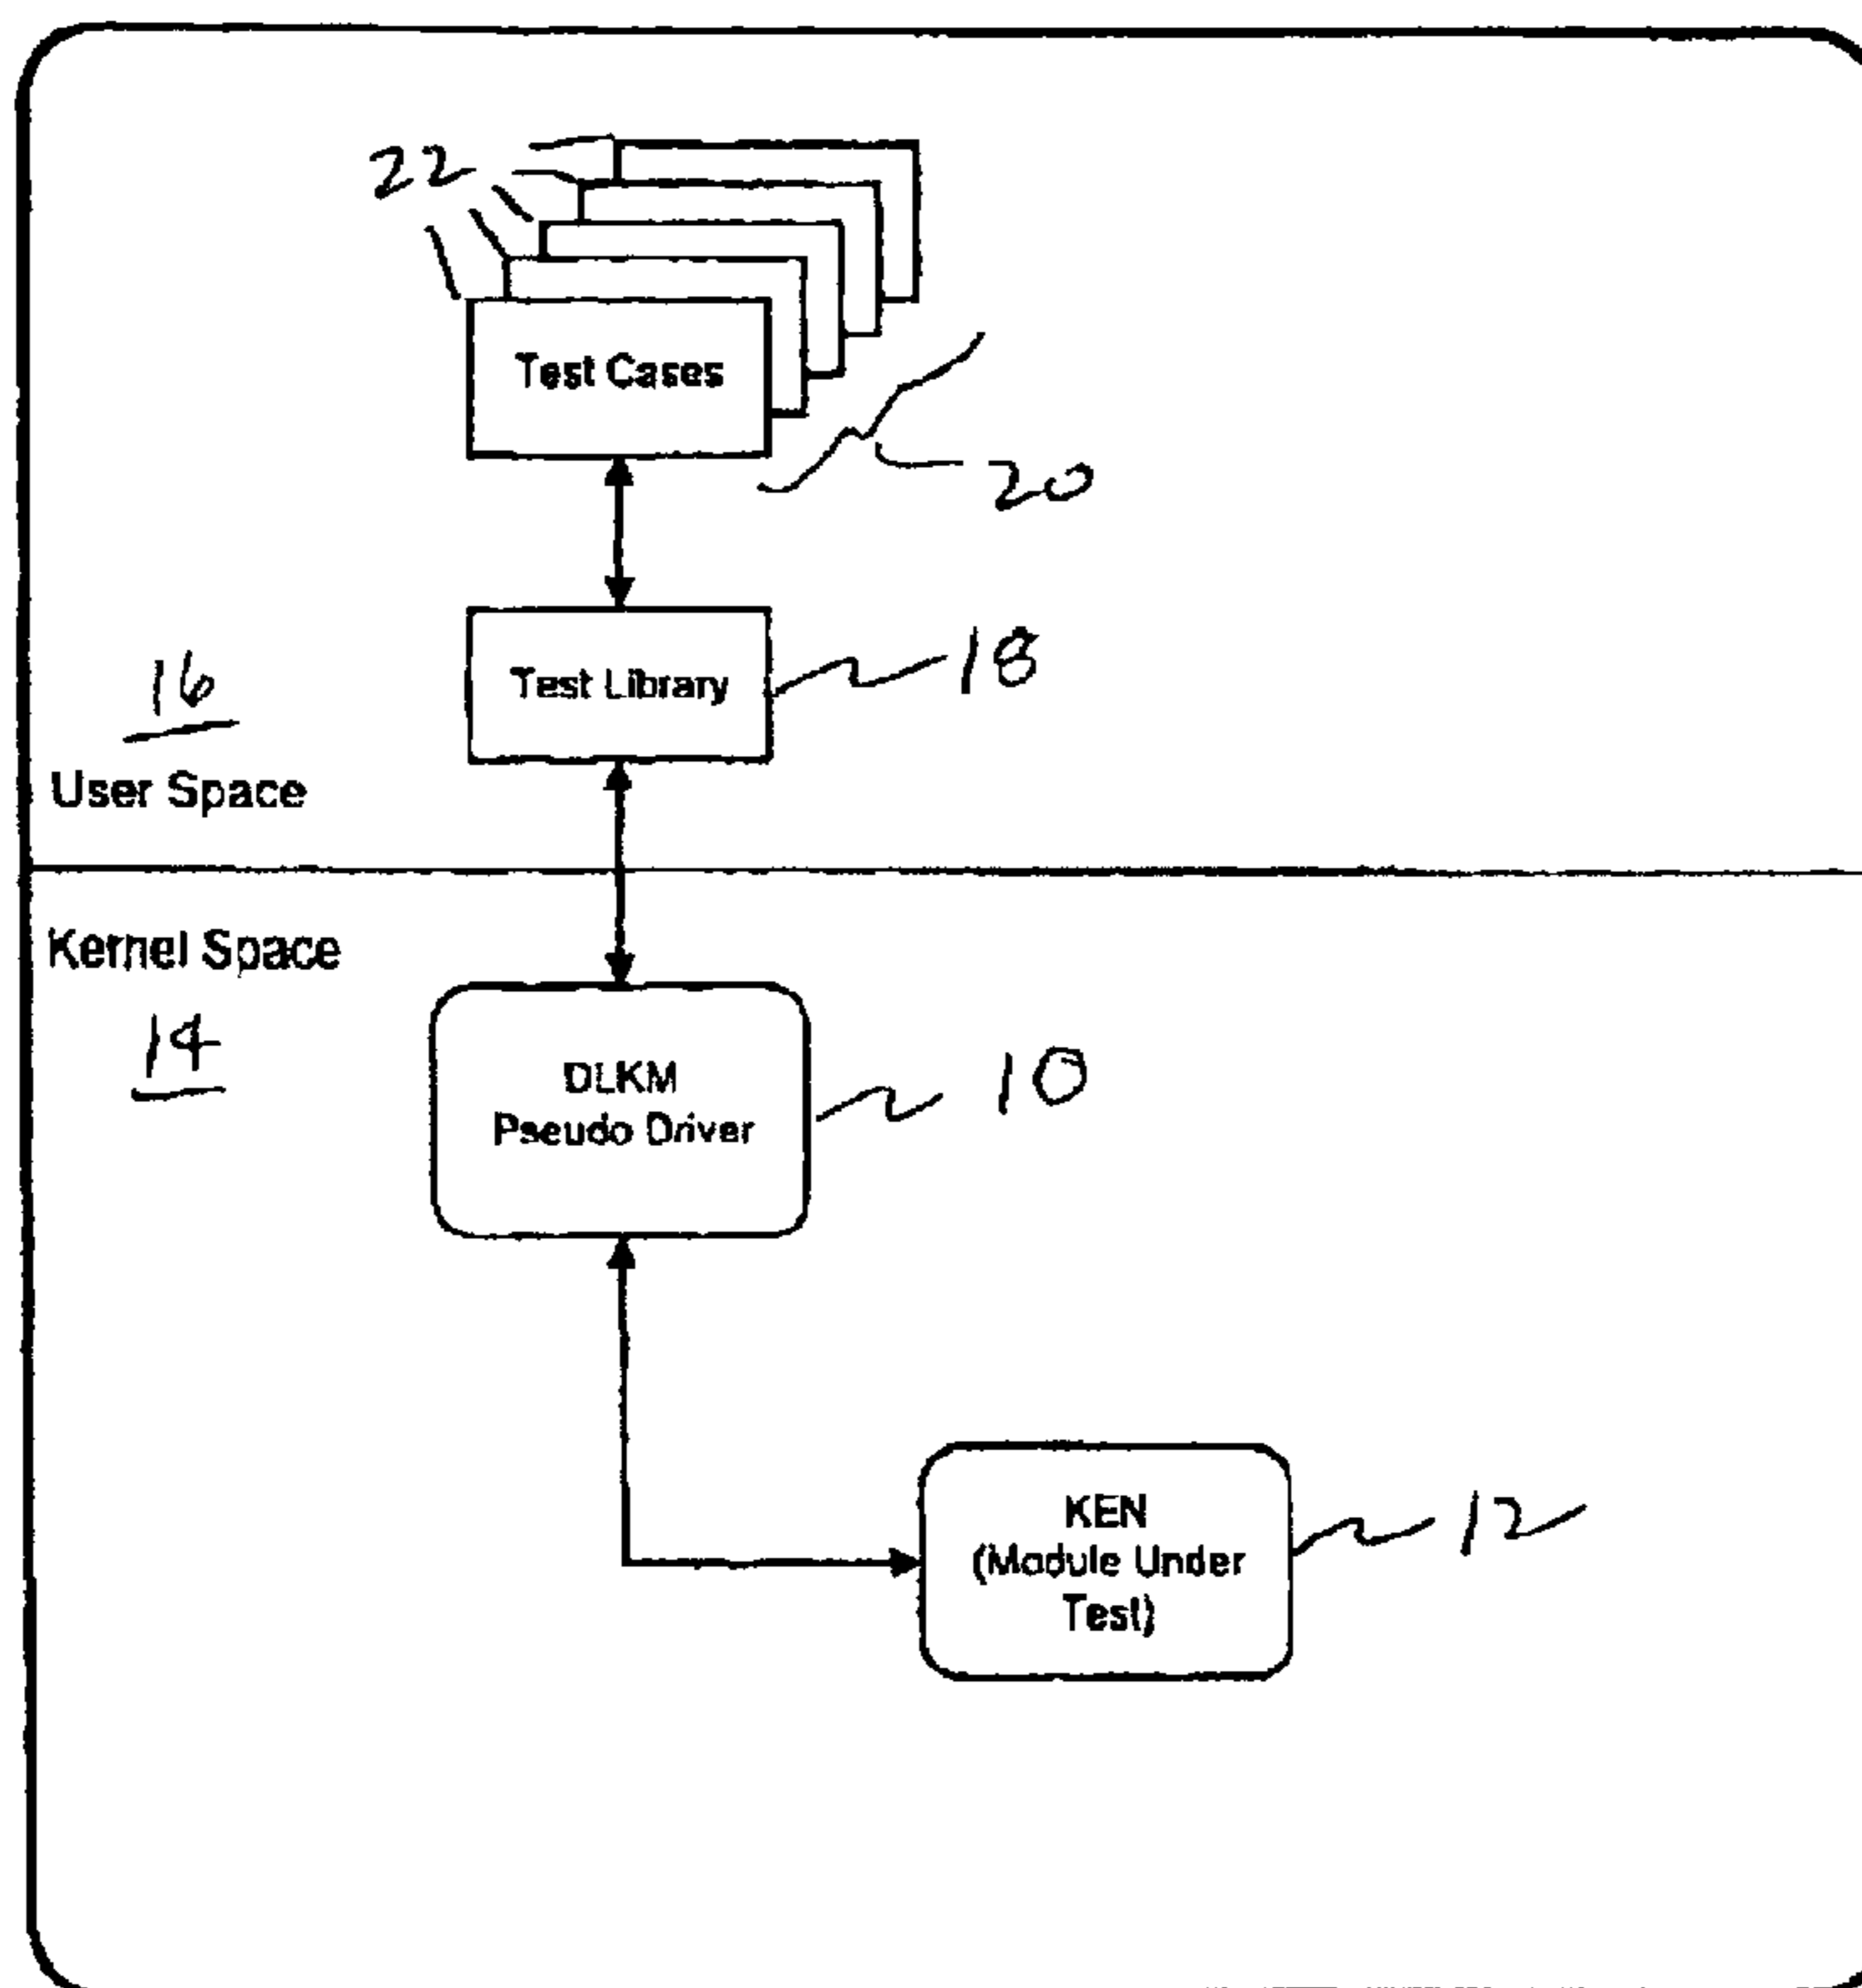 22
Test Cases
20
Test Library
18
16
User Space
Kernel Space
14
DLKM
Pseudo Driver
10
KEN
(Module Under
Test)
12